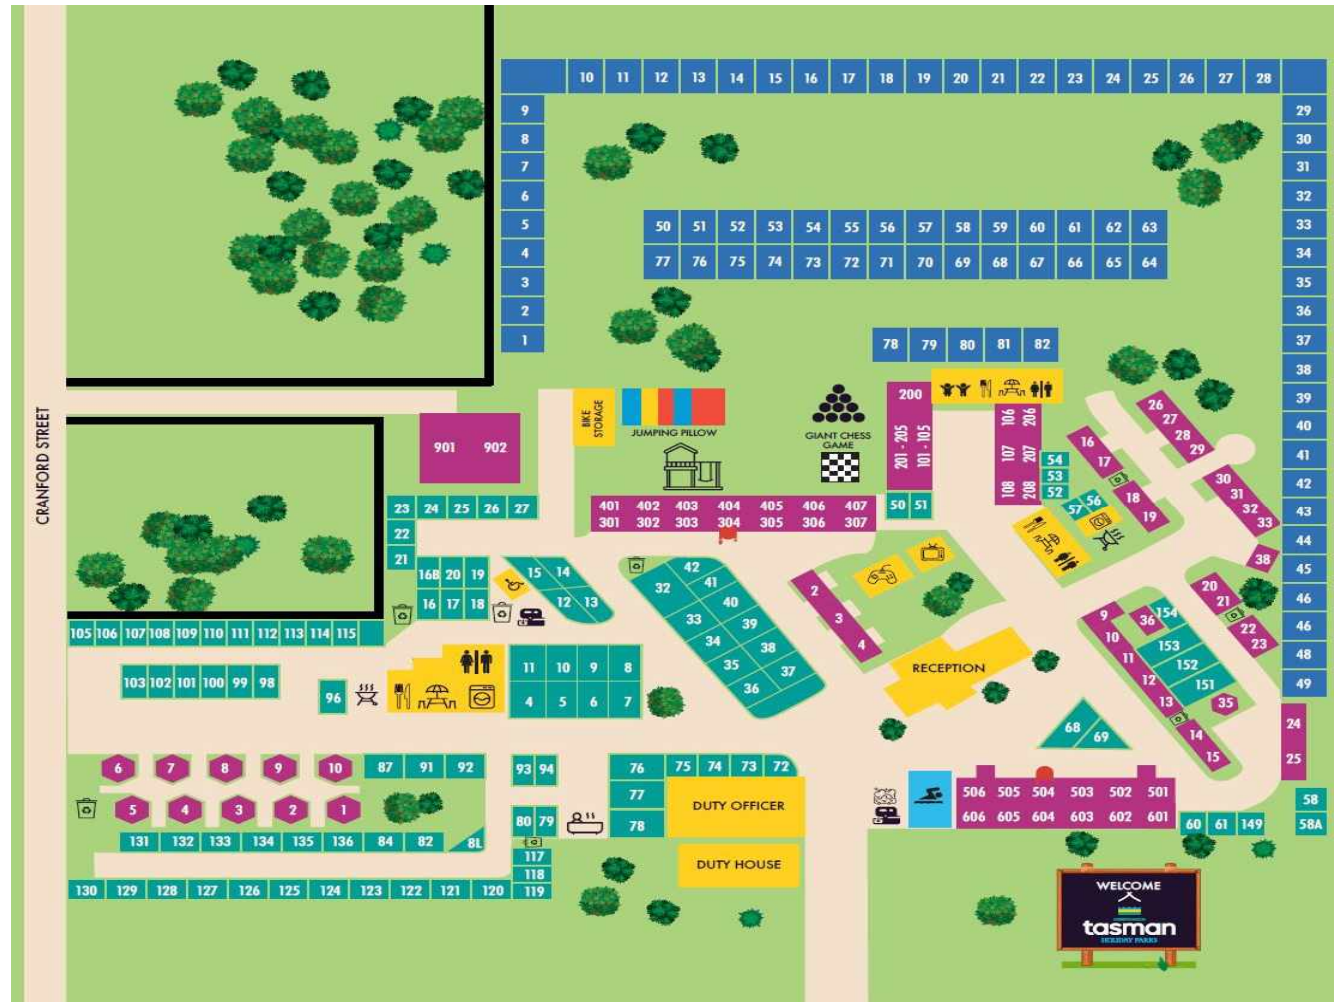 10 11 12 13 14 15 16 17 18 19 20 21 22 23 24 25 26 27 28
9 29
8 30
7 31
6 32
5 50 51 52 53 54 55 56 57 58 59 60 61 62 63 33
4 77 76 75 74 73 72 71 70 69 68 67 66 65 64 34
3 35
2 36
1 78 79 80 81 82 37
38
39
40
41
42
43
44
45
46
46
48
49
CRANFORD STREET
BIKE
STORAGE
JUMPING PILLOW
GIANT CHESS
GAME
200
201 - 205
101 - 105
106 206
107 207
108 208
54
53
52
57 56
26
27
28
29
16
17
18
19
30
31
32
33
38
901 902
23 24 25 26 27
22
21
401 402 403 404 405 406 407
301 302 303 304 305 306 307
50 51
16B 20 19
16 17 18
15 14
12 13
42
32 41
40
33 39
34 38
35 37
36
2
3
4
RECEPTION
20
21
22
23
9
10
11
12
13
14
15
36
154
153
152
151
35
24
25
105 106 107 108 109 110 111 112 113 114 115
103 102 101 100 99 98
96
11 10 9 8
4 5 6 7
68
69
6 7 8 9 10 87 91 92
5 4 3 2 1
131 132 133 134 135 136 84 82 8L
130 129 128 127 126 125 124 123 122 121 120
93 94
80 79
117
118
119
76 75 74 73 72
77
78
DUTY OFFICER
DUTY HOUSE
506 505 504 503 502 501
606 605 604 603 602 601
60 61 149
58
58A
WELCOME
tasman
HOLIDAY PARKS